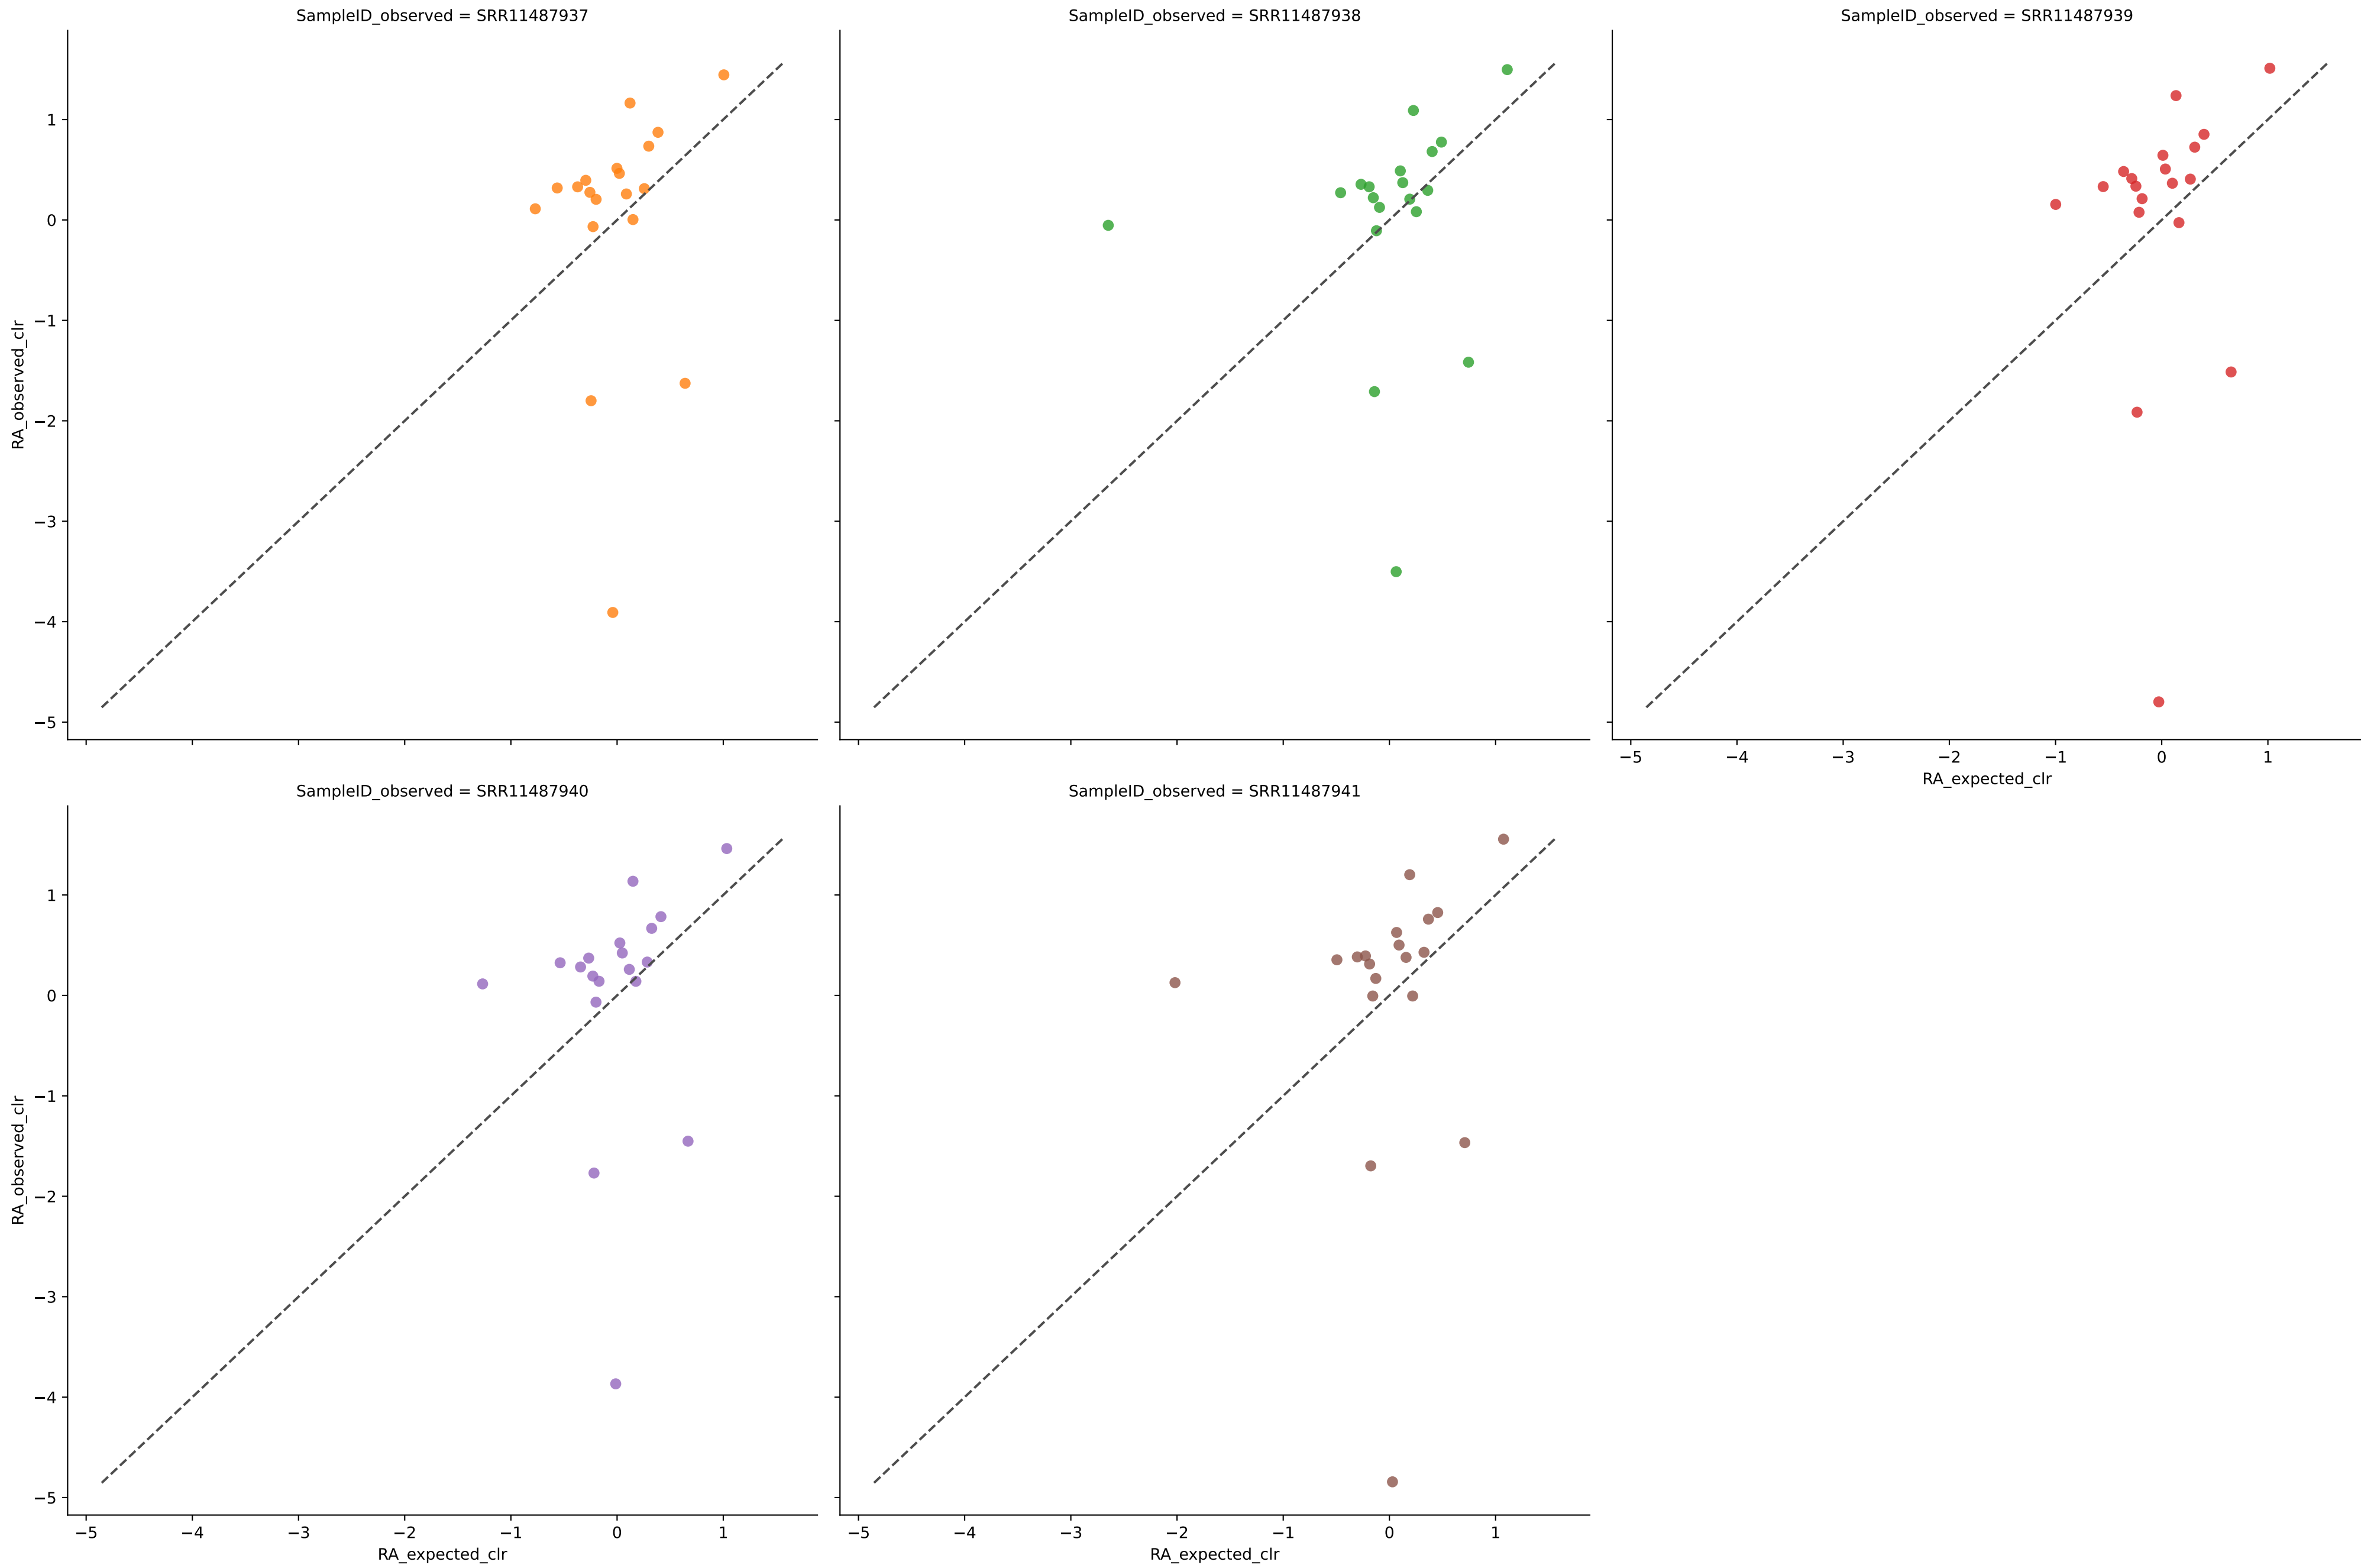 SampleID_observed = SRR11487937
SampleID_observed = SRR11487938
SampleID_observed = SRR11487939
RA_observed_clr
1
0
−1
−2
−3
−4
−5
−5 −4 −3 −2 −1 0 1
RA_expected_clr
SampleID_observed = SRR11487940
SampleID_observed = SRR11487941
RA_observed_clr
1
0
−1
−2
−3
−4
−5
−5 −4 −3 −2 −1 0 1
RA_expected_clr
−5 −4 −3 −2 −1 0 1
RA_expected_clr